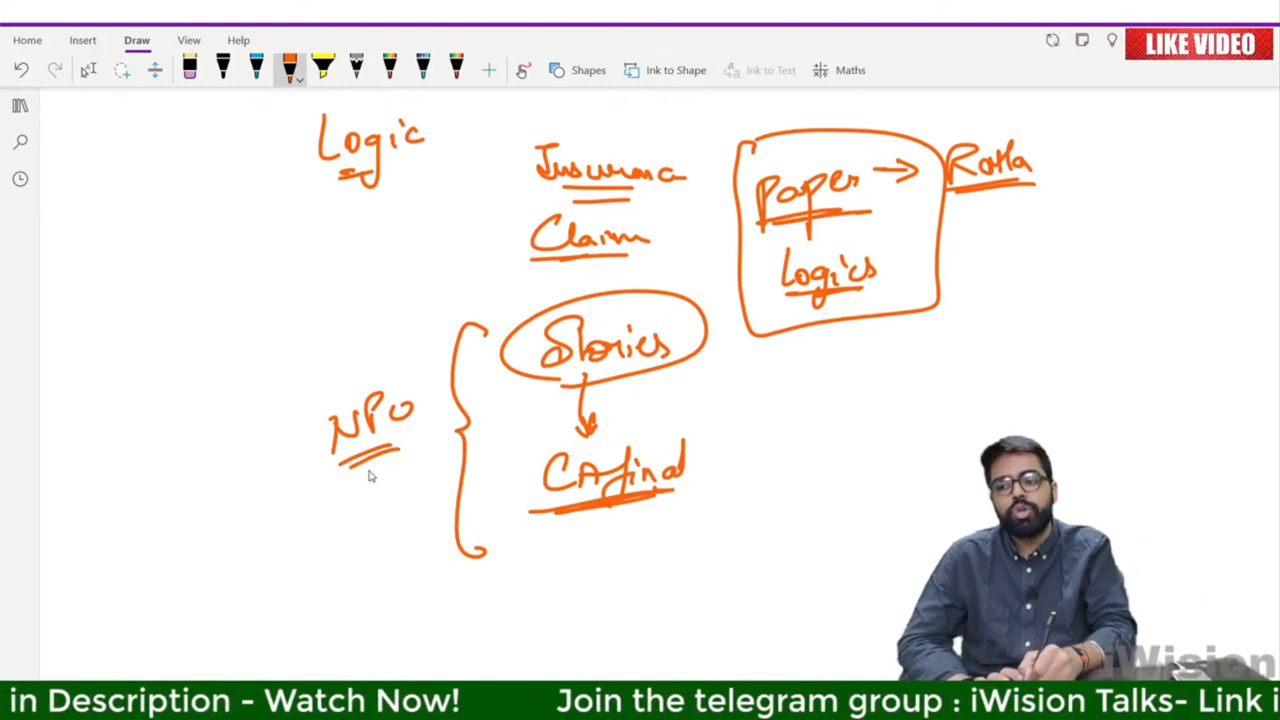 Home Insert Draw View Help
LIKE VIDEO
Shapes Ink to Shape Ink to Text Maths
Logic
Insurance
Claim
Paper → Ratta
Logics
Stories
NPO
CA final
iWision
in Description - Watch Now! Join the telegram group : iWision Talks- Link i